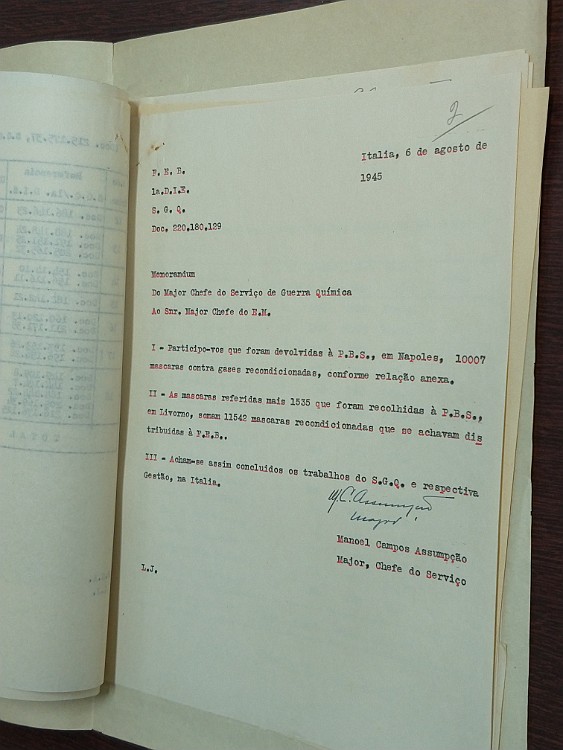 2
Italia, 6 de agosto de
1945
F. E. B.
1a.D.I.E.
S. G. Q.
Doc. 220.180.129
Memorandum
Do Major Chefe do Serviço de Guerra Química
Ao Snr. Major Chefe do E.M.
I - Participo-vos que foram devolvidas à P.B.S., em Napoles, 10007
mascaras contra gases recondicionadas, conforme relação anexa.
II - As mascaras referidas mais 1535 que foram recolhidas à P.B.S.,
em Livorno, somam 11542 mascaras recondicionadas que se achavam dis
tribuidas à F.E.B..
III - Acham-se assim concluidos os trabalhos do S.G.Q. e respectiva
Gestão, na Italia.
M.C.Assumpção
Major
Manoel Campos Assumpção
Major, Chefe do Serviço
L.J.